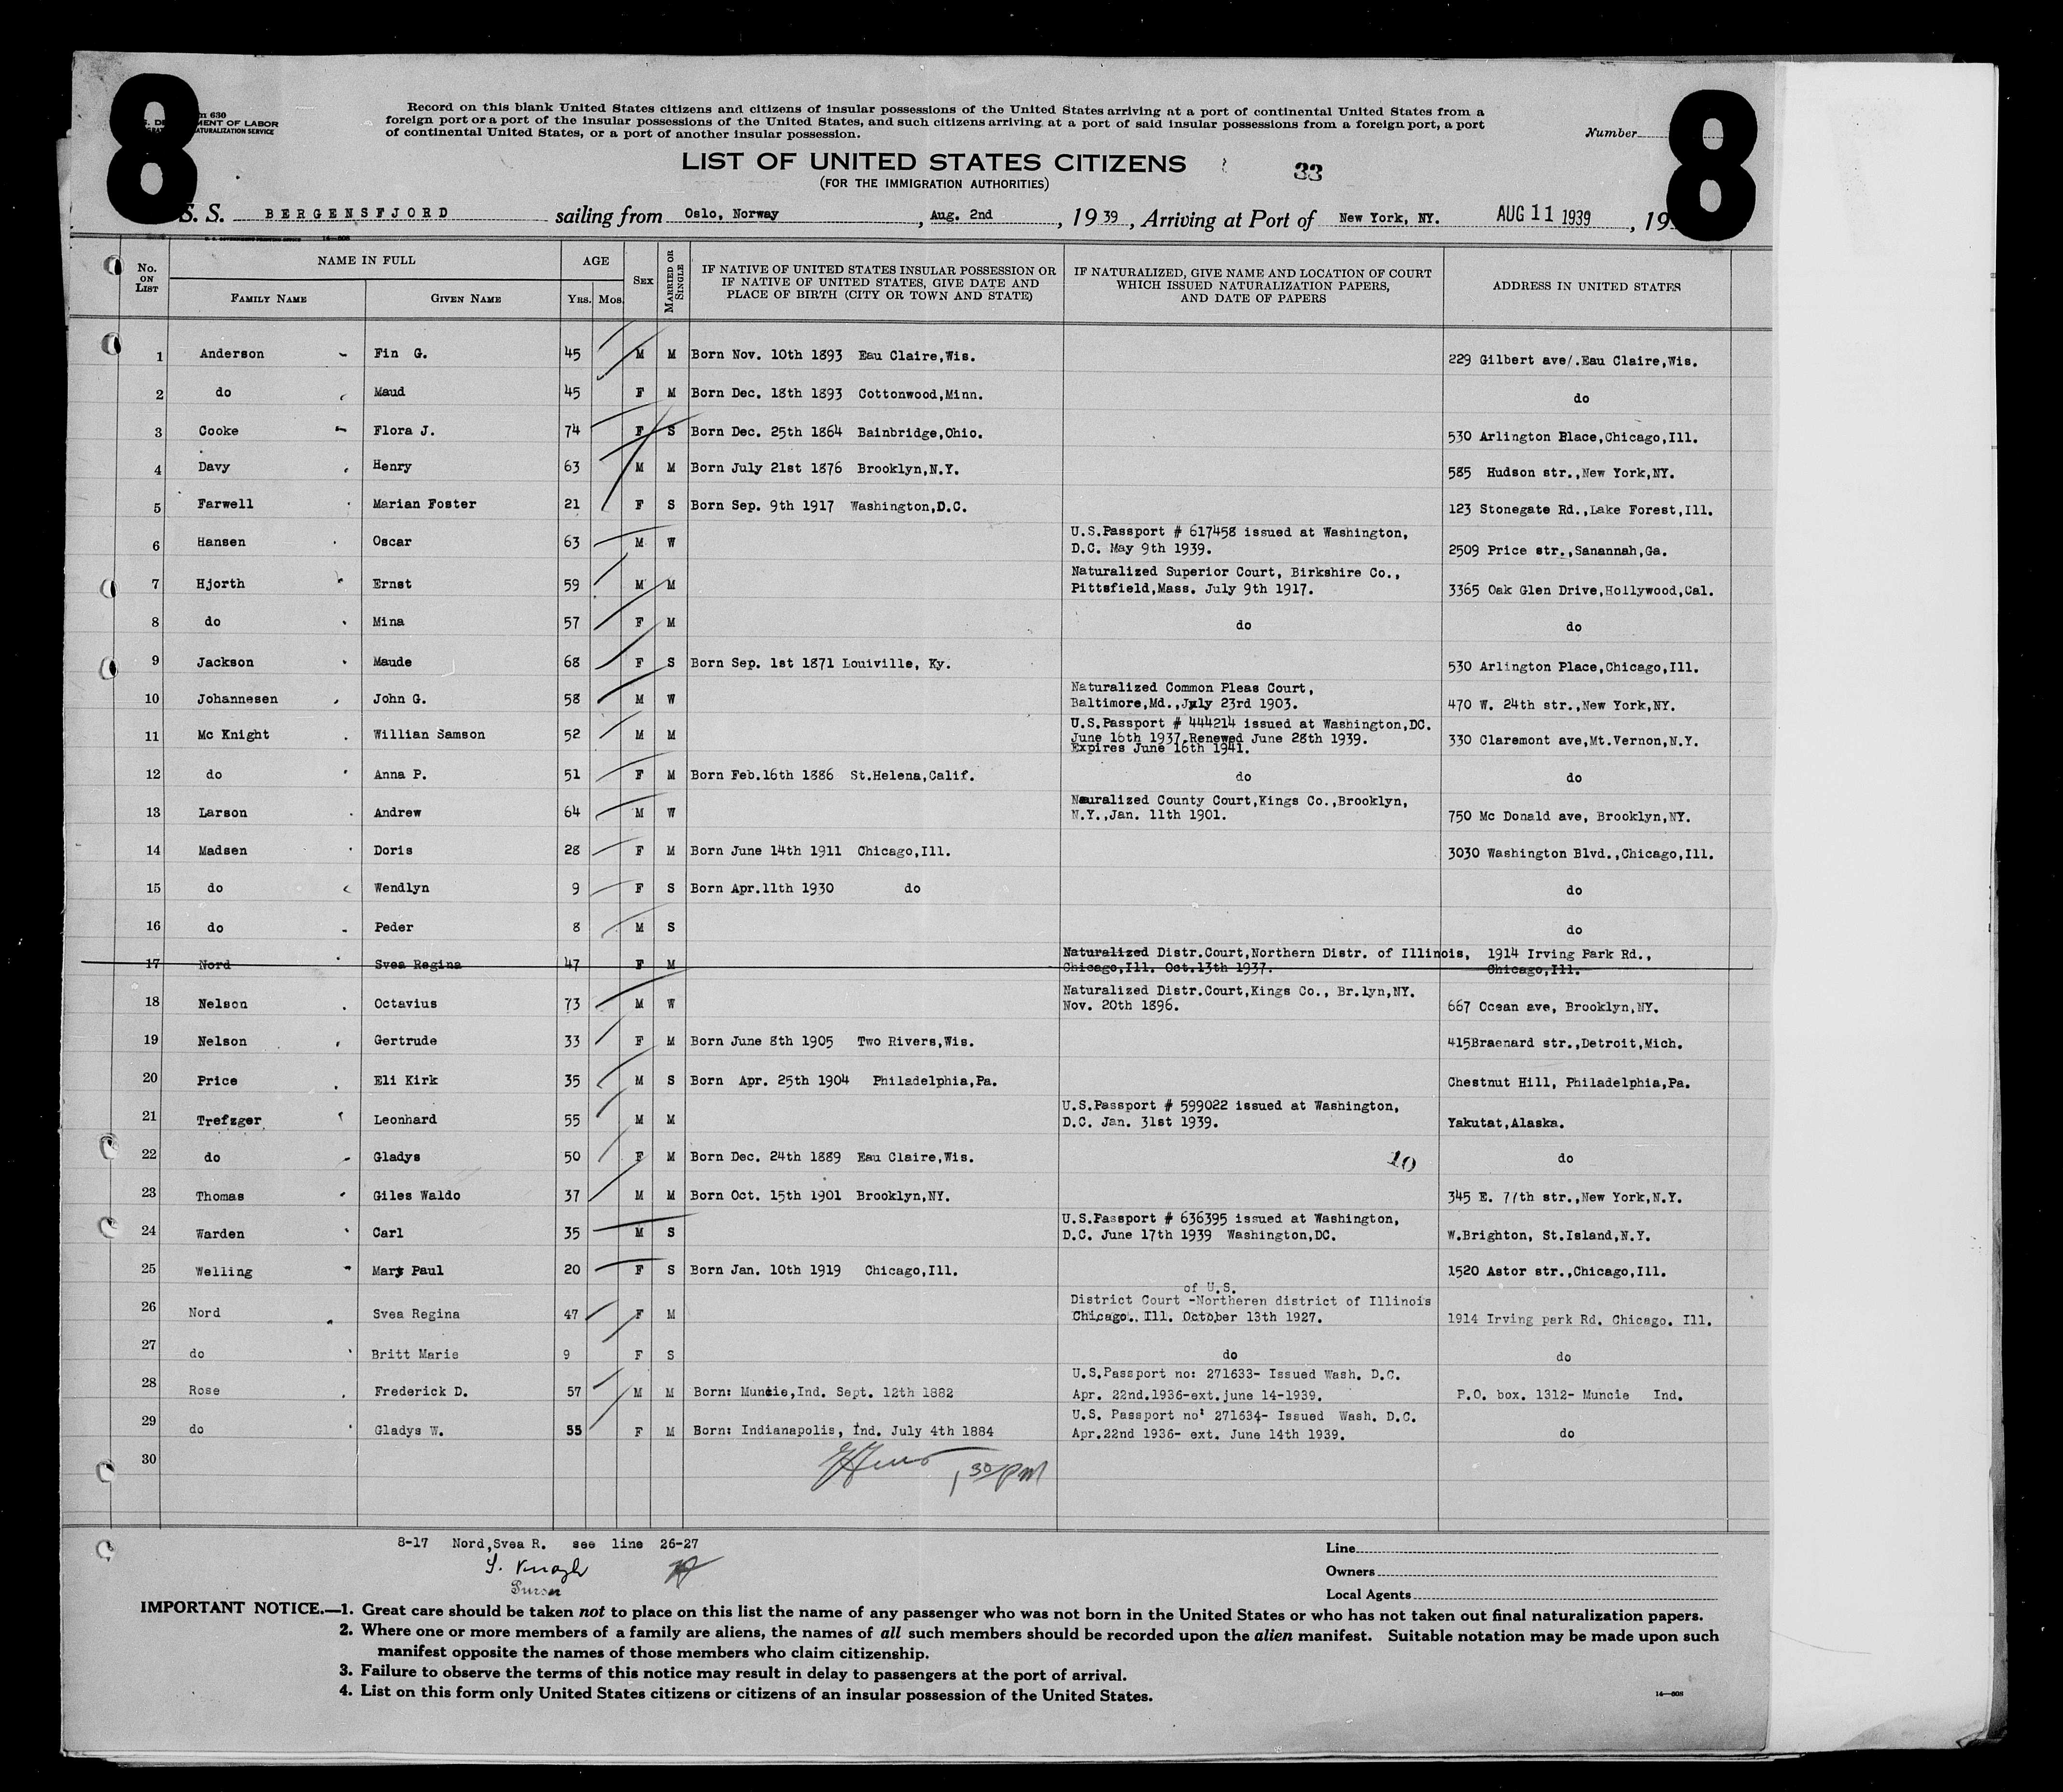 8
8
630
MENT OF LABOR
NATURALIZATION SERVICE
Record on this blank United States citizens and citizens of insular possessions of the United States arriving at a port of continental United States from a
foreign port or a port of the insular possessions of the United States, and such citizens arriving at a port of said insular possessions from a foreign port, a port
of continental United States, or a port of another insular possession.
Number
LIST OF UNITED STATES CITIZENS
33
(FOR THE IMMIGRATION AUTHORITIES)
S. S. BERGENSFJORD sailing from Oslo, Norway, Aug. 2nd, 1939, Arriving at Port of New York, NY. AUG 11 1939, 19
No. ON LIST
NAME IN FULL
FAMILY NAME GIVEN NAME
AGE
YRS. MOS.
SEX
MARRIED OR SINGLE
IF NATIVE OF UNITED STATES INSULAR POSSESSION OR
IF NATIVE OF UNITED STATES, GIVE DATE AND
PLACE OF BIRTH (CITY OR TOWN AND STATE)
IF NATURALIZED, GIVE NAME AND LOCATION OF COURT
WHICH ISSUED NATURALIZATION PAPERS,
AND DATE OF PAPERS
ADDRESS IN UNITED STATES
1 Anderson Fin G. 45 M M Born Nov. 10th 1893 Eau Claire,Wis. 229 Gilbert ave/.Eau Claire,Wis.
2 do Maud 45 F M Born Dec. 18th 1893 Cottonwood,Minn. do
3 Cooke Flora J. 74 F S Born Dec. 25th 1864 Bainbridge,Ohio. 530 Arlington Blace,Chicago,Ill.
4 Davy Henry 63 M M Born July 21st 1876 Brooklyn,N.Y. 585 Hudson str.,New York,NY.
5 Farwell Marian Foster 21 F S Born Sep. 9th 1917 Washington,D.C. 123 Stonegate Rd.,Lake Forest,Ill.
6 Hansen Oscar 63 M W U.S.Passport # 617458 issued at Washington,
D.C. May 9th 1939. 2509 Price str.,Sanannah,Ga.
7 Hjorth Ernst 59 M M Naturalized Superior Court, Birkshire Co.,
Pittsfield,Mass. July 9th 1917. 3365 Oak Glen Drive,Hollywood,Cal.
8 do Mina 57 F M do do
9 Jackson Maude 68 F S Born Sep. 1st 1871 Louiville, Ky. 530 Arlington Place,Chicago,Ill.
10 Johannesen John G. 58 M W Naturalized Common Pleas Court,
Baltimore,Md.,July 23rd 1903. 470 W. 24th str.,New York,NY.
11 Mc Knight Willian Samson 52 M M U.S.Passport # 444214 issued at Washington,DC.
June 16th 1937.Renewed June 28th 1939. 330 Claremont ave,Mt.Vernon,N.Y.
Expires June 16th 1941.
12 do Anna P. 51 F M Born Feb.16th 1886 St.Helena,Calif. do do
13 Larson Andrew 64 M W Nauralized County Court,Kings Co.,Brooklyn,
N.Y.,Jan. 11th 1901. 750 Mc Donald ave, Brooklyn,NY.
14 Madsen Doris 28 F M Born June 14th 1911 Chicago,Ill. 3030 Washington Blvd.,Chicago,Ill.
15 do Wendlyn 9 F S Born Apr.11th 1930 do do
16 do Peder 8 M S do
17 Nord Svea Regina 47 F M Naturalized Distr.Court,Northern Distr. of Illinois, 1914 Irving Park Rd.,
Chicago,Ill. Oct.13th 1937. Chicago,Ill.
18 Nelson Octavius 73 M W Naturalized Distr.Court,Kings Co., Br.lyn,NY.
Nov. 20th 1896. 667 Ocean ave, Brooklyn,NY.
19 Nelson Gertrude 33 F M Born June 8th 1905 Two Rivers,Wis. 415Braenard str.,Detroit,Mich.
20 Price Eli Kirk 35 M S Born Apr. 25th 1904 Philadelphia,Pa. Chestnut Hill, Philadelphia,Pa.
21 Trefzger Leonhard 55 M M U.S.Passport # 599022 issued at Washington,
D.C. Jan. 31st 1939. Yakutat,Alaska.
22 do Gladys 50 F M Born Dec. 24th 1889 Eau Claire,Wis. 10 do
23 Thomas Giles Waldo 37 M M Born Oct. 15th 1901 Brooklyn,NY. 345 E. 77th str.,New York,N.Y.
24 Warden Carl 35 M S U.S.Passport # 636395 issued at Washington,
D.C. June 17th 1939 Washington,DC. W.Brighton, St.Island,N.Y.
25 Welling Mary Paul 20 F S Born Jan. 10th 1919 Chicago,Ill. 1520 Astor str.,Chicago,Ill.
of U.S.
26 Nord Svea Regina 47 F M District Court -Northeren district of Illinois
Chicago.. Ill. October 13th 1927. 1914 Irving park Rd. Chicago. Ill.
27 do Britt Marie 9 F S do do
28 Rose Frederick D. 57 M M Born: Muncie,Ind. Sept. 12th 1882 U.S.Passport no: 271633- Issued Wash. D.C.
Apr. 22nd.1936-ext.june 14-1939. P.O. box. 1312- Muncie Ind.
29 do Gladys W. 55 F M Born: Indianapolis, Ind. July 4th 1884 U.S. Passport no: 271634- Issued Wash. D.C.
Apr.22nd 1936- ext. June 14th 1939. do
30
1 30 PM
8-17 Nord,Svea R. see line 26-27
Purser
Line
Owners
Local Agents
IMPORTANT NOTICE.—1. Great care should be taken not to place on this list the name of any passenger who was not born in the United States or who has not taken out final naturalization papers.
2. Where one or more members of a family are aliens, the names of all such members should be recorded upon the alien manifest. Suitable notation may be made upon such
manifest opposite the names of those members who claim citizenship.
3. Failure to observe the terms of this notice may result in delay to passengers at the port of arrival.
4. List on this form only United States citizens or citizens of an insular possession of the United States.